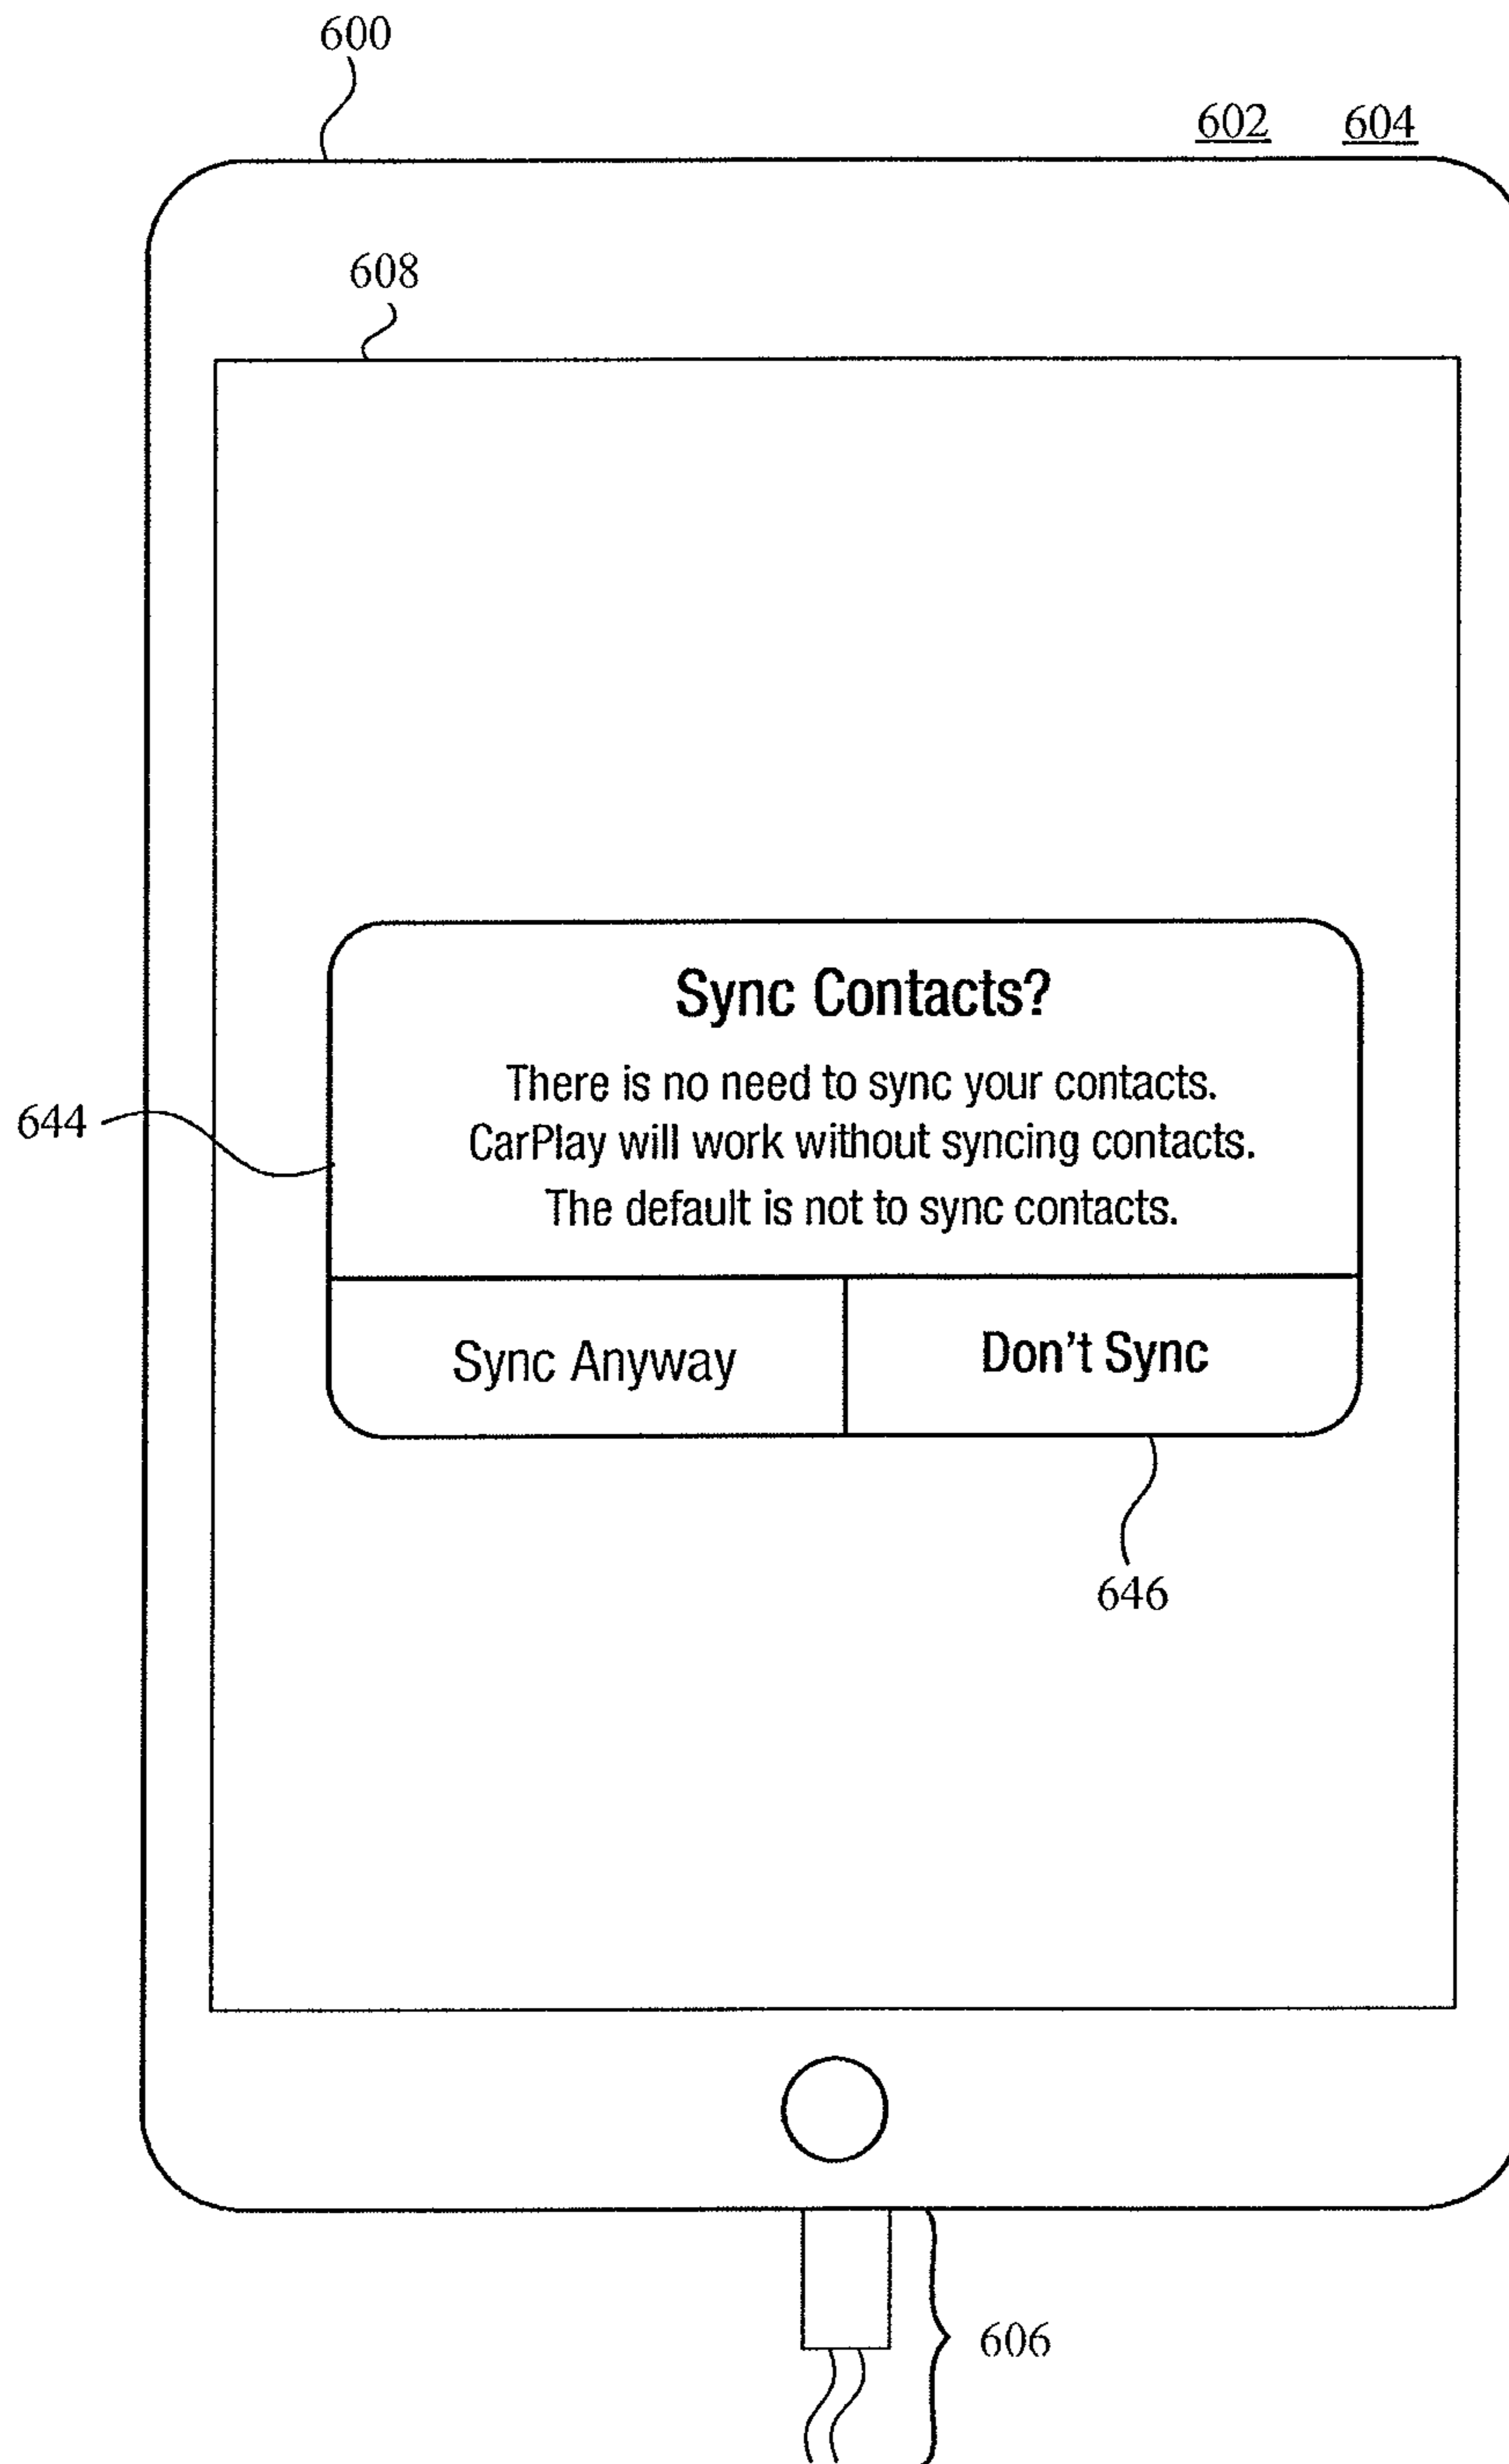 600
602 604
608
Sync Contacts?
There is no need to sync your contacts.
644
CarPlay will work without syncing contacts.
The default is not to sync contacts.
Sync Anyway
Don't Sync
646
606